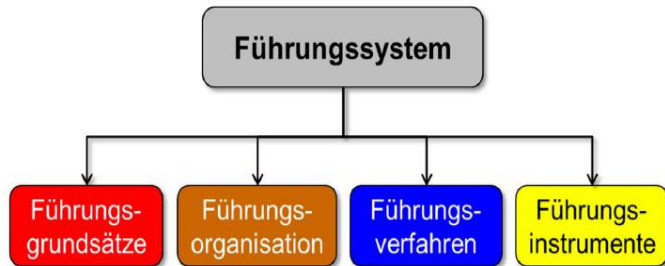 Führungssystem
Führungs-
grundsätze
Führungs-
organisation
Führungs-
verfahren
Führungs-
instrumente